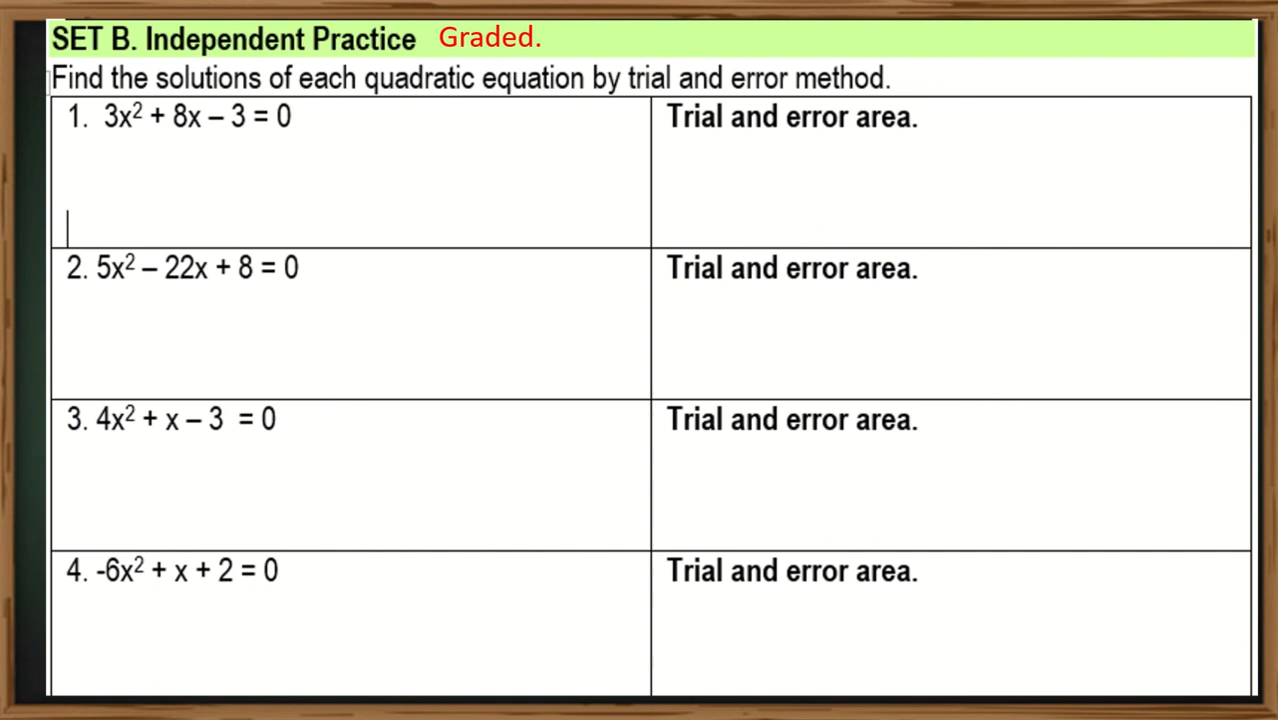 SET B. Independent Practice Graded.
Find the solutions of each quadratic equation by trial and error method.
1. 3x² + 8x – 3 = 0
Trial and error area.
2. 5x² – 22x + 8 = 0
Trial and error area.
3. 4x² + x – 3 = 0
Trial and error area.
4. -6x² + x + 2 = 0
Trial and error area.